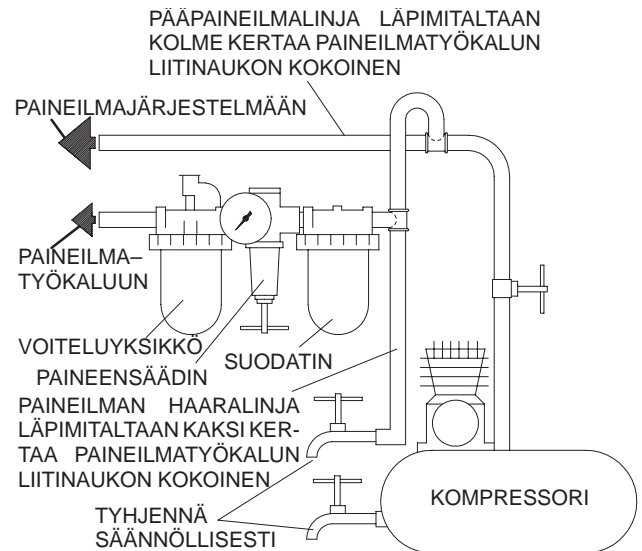 PÄÄPAINEILMALINJA LÄPIMITALTAAN
KOLME KERTAA PAINEILMATYÖKALUN
LIITINAUKON KOKOINEN
PAINEILMAJÄRJESTELMÄÄN
PAINEILMA–
TYÖKALUUN
VOITELUYKSIKKÖ
SUODATIN
PAINEENSÄÄDIN
PAINEILMAN HAARALINJA
LÄPIMITALTAAN KAKSI KER-
TAA PAINEILMATYÖKALUN
LIITINAUKON KOKOINEN
KOMPRESSORI
TYHJENNÄ
SÄÄNNÖLLISESTI